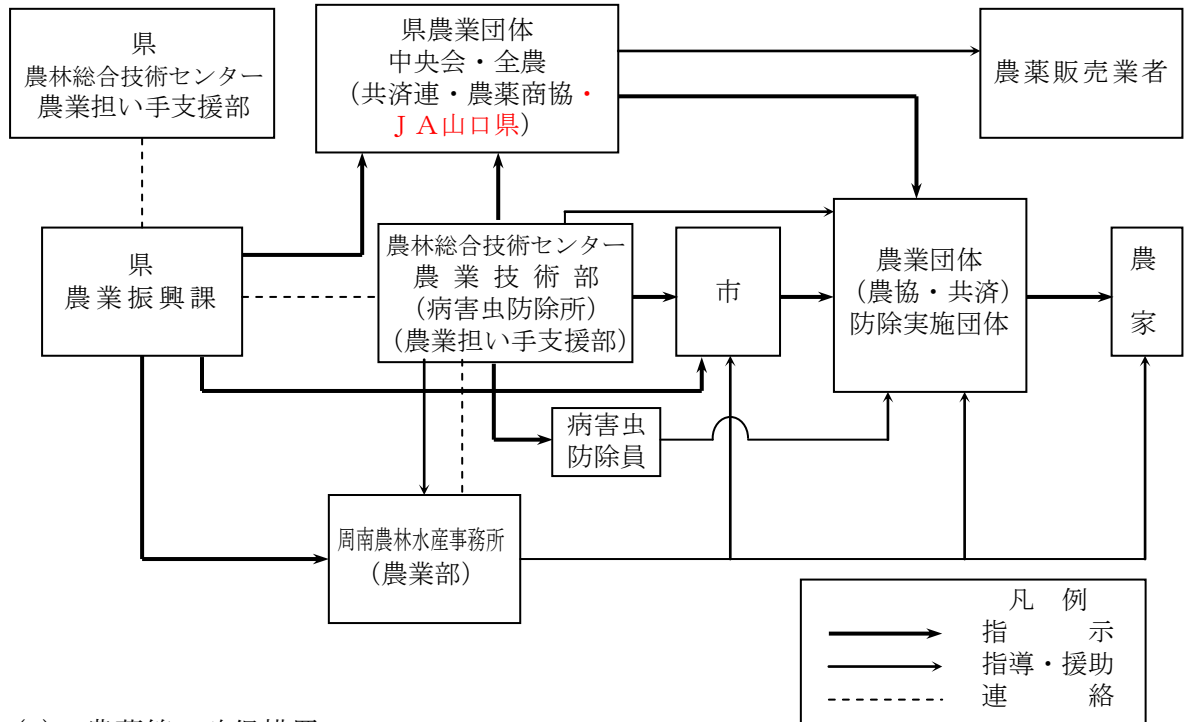 県
農林総合技術センター
農業担い手支援部
県農業団体
中央会・全農
（共済連・農薬商協・
ＪＡ山口県）
農薬販売業者
県
農業振興課
農林総合技術センター
農業技術部
（病害虫防除所）
（農業担い手支援部）
市
農業団体
（農協・共済）
防除実施団体
農
家
病害虫
防除員
周南農林水産事務所
（農業部）
凡　例
指　　　示
指導・援助
連　　　絡